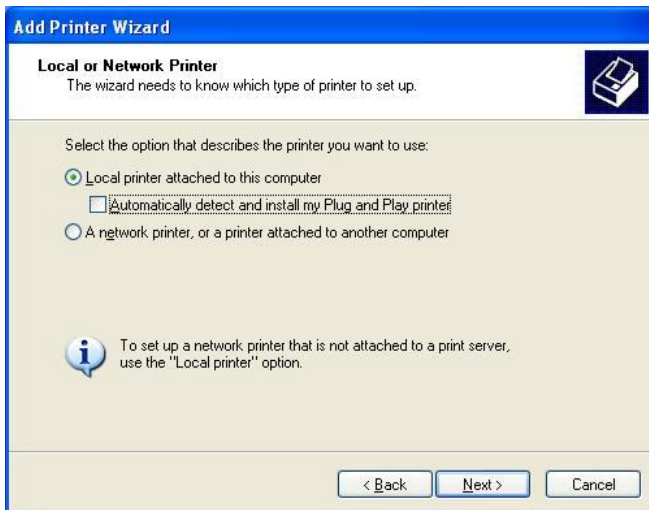 Add Printer Wizard
Local or Network Printer
The wizard needs to know which type of printer to set up.
Select the option that describes the printer you want to use:
Local printer attached to this computer
Automatically detect and install my Plug and Play printer
A network printer, or a printer attached to another computer
To set up a network printer that is not attached to a print server,
use the "Local printer" option.
< Back Next > Cancel